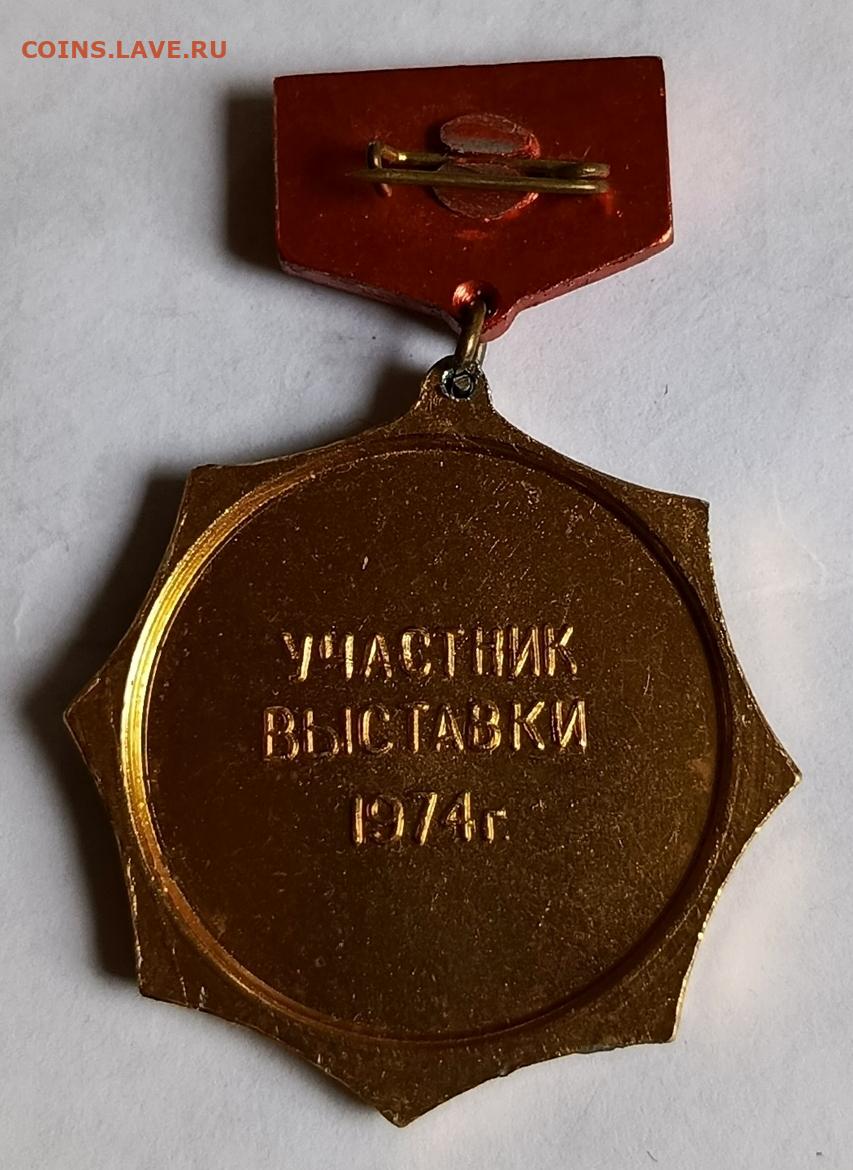 COINS.LAVE.RU
УЧАСТНИК
ВЫСТАВКИ
1974г.